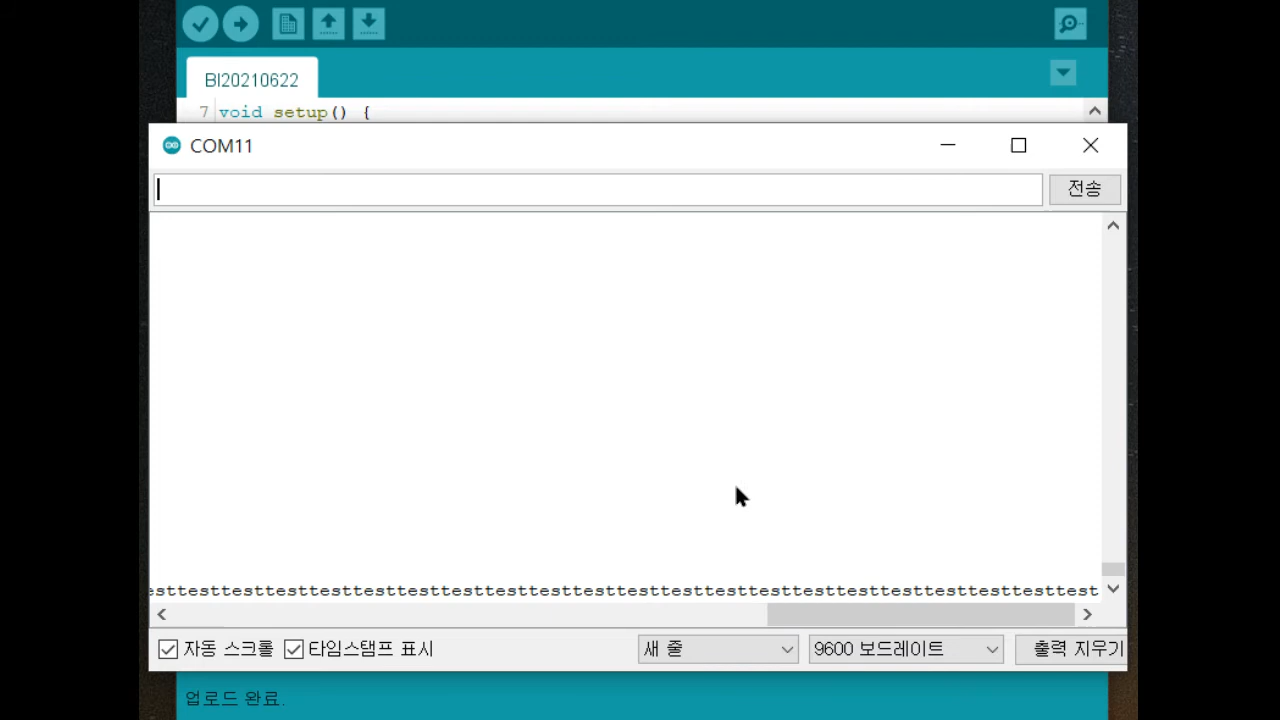 BI20210622
7 void setup() {
COM11
전송
esttesttesttesttesttesttesttesttesttesttesttesttesttesttesttesttesttesttesttesttesttesttesttesttesttest
자동 스크롤 타임스탬프 표시 새 줄 9600 보드레이트 출력 지우기
업로드 완료.